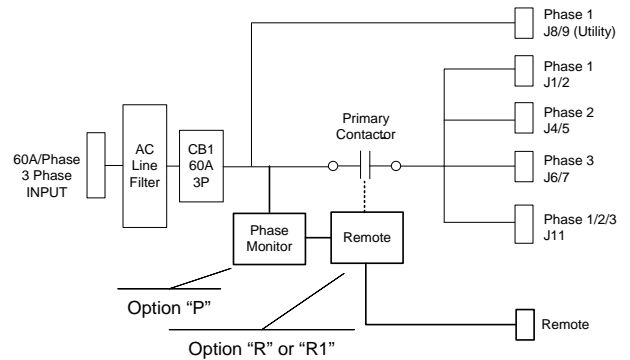 Phase 1
J8/9 (Utility)
Phase 1
J1/2
Primary
Contactor
Phase 2
J4/5
60A/Phase
3 Phase
INPUT
AC
Line
Filter
CB1
60A
3P
Phase 3
J6/7
Phase
Monitor
Remote
Phase 1/2/3
J11
Option “P”
Remote
Option “R” or “R1”